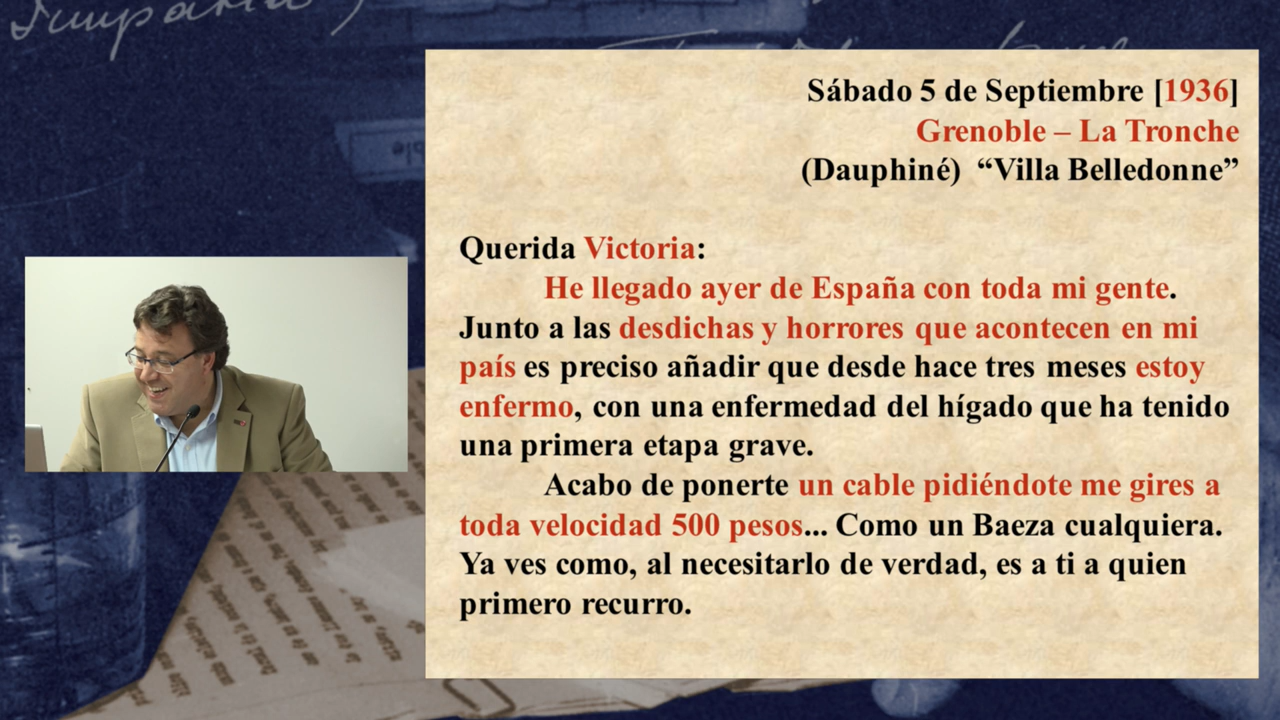 Sábado 5 de Septiembre [1936]
Grenoble – La Tronche
(Dauphiné) “Villa Belledonne”
Querida Victoria:
He llegado ayer de España con toda mi gente.
Junto a las desdichas y horrores que acontecen en mi
país es preciso añadir que desde hace tres meses estoy
enfermo, con una enfermedad del hígado que ha tenido
una primera etapa grave.
Acabo de ponerte un cable pidiéndote me gires a
toda velocidad 500 pesos... Como un Baeza cualquiera.
Ya ves como, al necesitarlo de verdad, es a ti a quien
primero recurro.